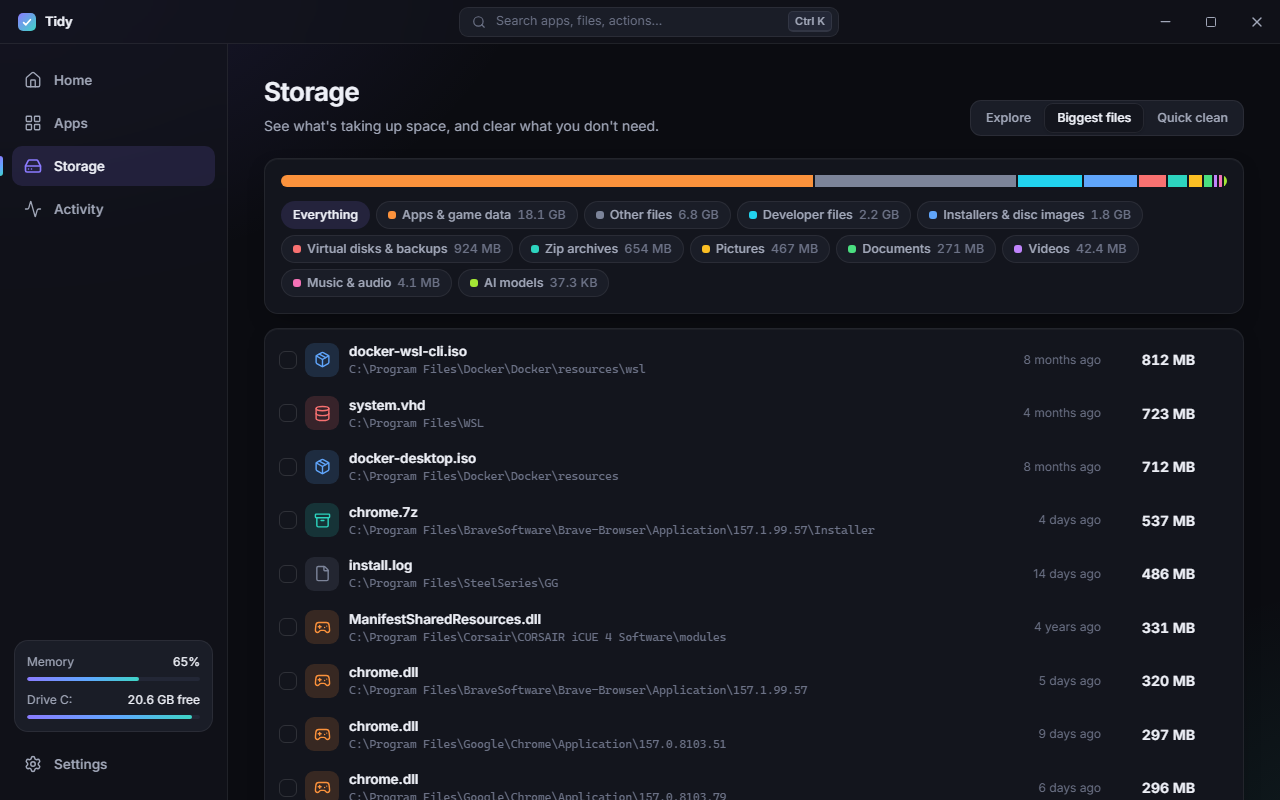 Tidy
Search apps, files, actions...
Ctrl K
Home
Apps
Storage
Activity
Memory 65%
Drive C: 20.6 GB free
Settings
Storage
See what's taking up space, and clear what you don't need.
Explore Biggest files Quick clean
Everything Apps & game data 18.1 GB Other files 6.8 GB Developer files 2.2 GB Installers & disc images 1.8 GB
Virtual disks & backups 924 MB Zip archives 654 MB Pictures 467 MB Documents 271 MB Videos 42.4 MB
Music & audio 4.1 MB AI models 37.3 KB
docker-wsl-cli.iso
C:\Program Files\Docker\Docker\resources\wsl
8 months ago 812 MB
system.vhd
C:\Program Files\WSL
4 months ago 723 MB
docker-desktop.iso
C:\Program Files\Docker\Docker\resources
8 months ago 712 MB
chrome.7z
C:\Program Files\BraveSoftware\Brave-Browser\Application\157.1.99.57\Installer
4 days ago 537 MB
install.log
C:\Program Files\SteelSeries\GG
14 days ago 486 MB
ManifestSharedResources.dll
C:\Program Files\Corsair\CORSAIR iCUE 4 Software\modules
4 years ago 331 MB
chrome.dll
C:\Program Files\BraveSoftware\Brave-Browser\Application\157.1.99.57
5 days ago 320 MB
chrome.dll
C:\Program Files\Google\Chrome\Application\157.0.8103.51
9 days ago 297 MB
chrome.dll
C:\Program Files\Google\Chrome\Application\157.0.8103.79
6 days ago 296 MB